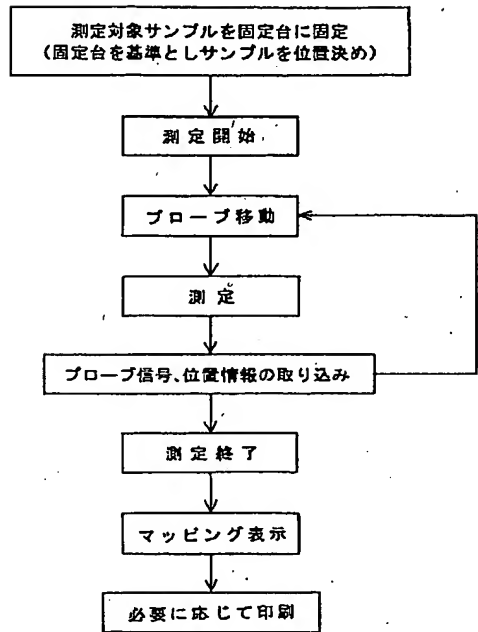 測定対象サンプルを固定台に固定
(固定台を基準としサンプルを位置決め)
測定開始
プローブ移動
測定
プローブ信号、位置情報の取り込み
測定終了
マッピング表示
必要に応じて印刷